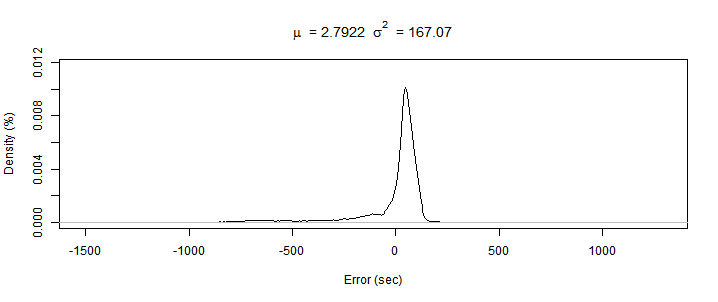 μ = 2.7922 σ² = 167.07
0.012
0.008
0.004
0.000
Density (%)
-1500 -1000 -500 0 500 1000
Error (sec)